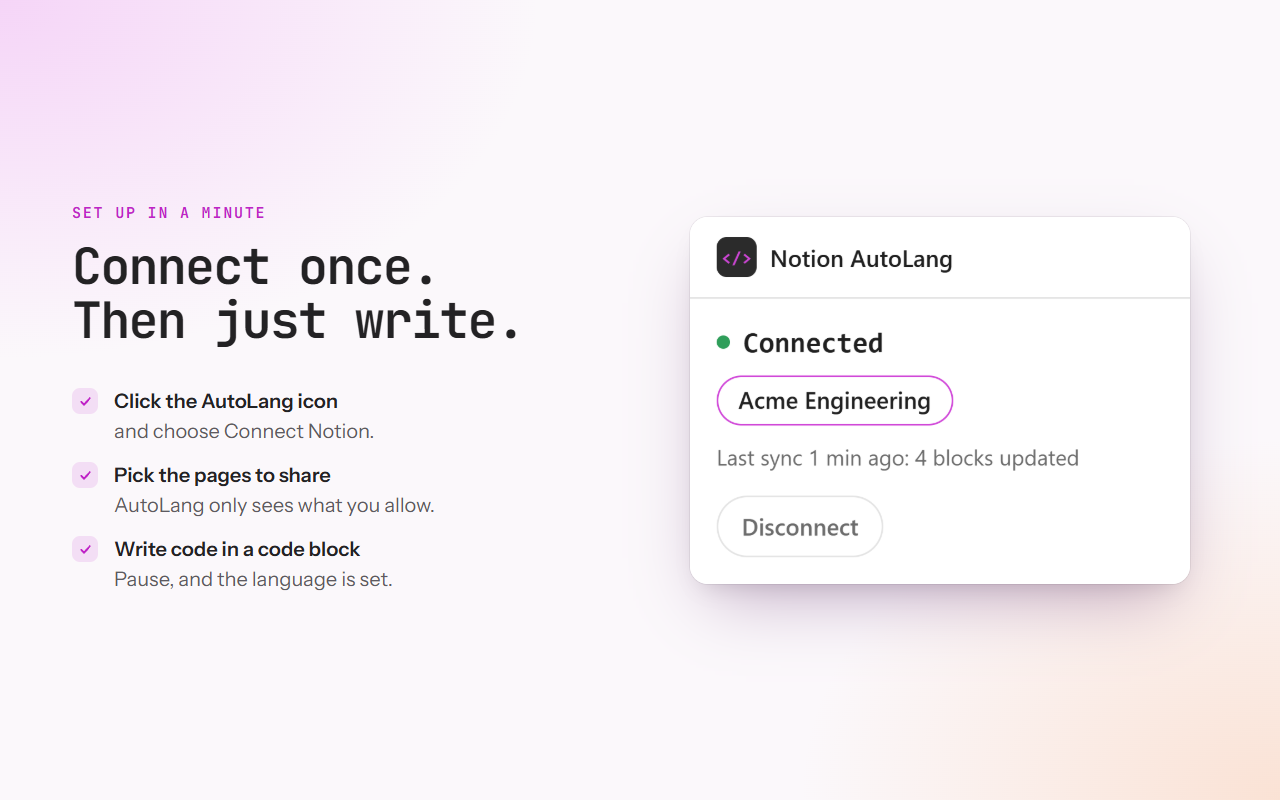 SET UP IN A MINUTE
Connect once.
Then just write.
Click the AutoLang icon
and choose Connect Notion.
Pick the pages to share
AutoLang only sees what you allow.
Write code in a code block
Pause, and the language is set.
</> Notion AutoLang
Connected
Acme Engineering
Last sync 1 min ago: 4 blocks updated
Disconnect